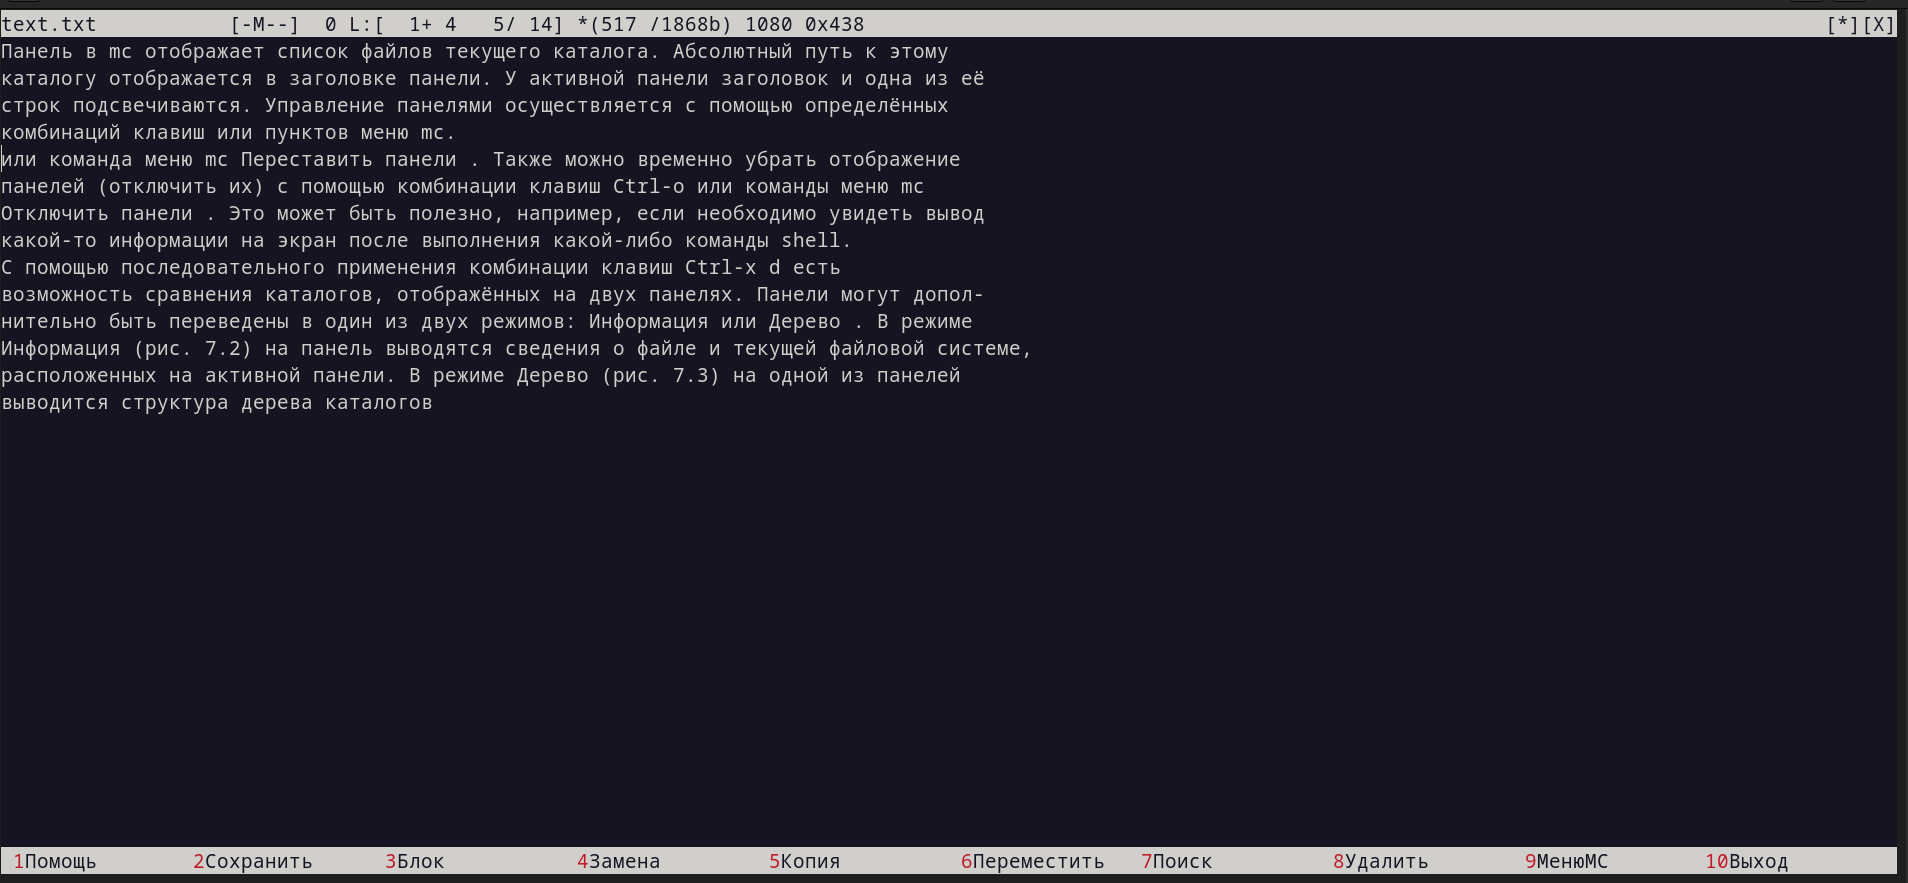 text.txt [-M--] 0 L:[ 1+ 4 5/ 14] *(517 /1868b) 1080 0x438 [*][X]
Панель в mc отображает список файлов текущего каталога. Абсолютный путь к этому
каталогу отображается в заголовке панели. У активной панели заголовок и одна из её
строк подсвечиваются. Управление панелями осуществляется с помощью определённых
комбинаций клавиш или пунктов меню mc.
или команда меню mc Переставить панели . Также можно временно убрать отображение
панелей (отключить их) с помощью комбинации клавиш Ctrl-o или команды меню mc
Отключить панели . Это может быть полезно, например, если необходимо увидеть вывод
какой-то информации на экран после выполнения какой-либо команды shell.
С помощью последовательного применения комбинации клавиш Ctrl-x d есть
возможность сравнения каталогов, отображённых на двух панелях. Панели могут допол-
нительно быть переведены в один из двух режимов: Информация или Дерево . В режиме
Информация (рис. 7.2) на панель выводятся сведения о файле и текущей файловой системе,
расположенных на активной панели. В режиме Дерево (рис. 7.3) на одной из панелей
выводится структура дерева каталогов
1Помощь 2Сохранить 3Блок 4Замена 5Копия 6Переместить 7Поиск 8Удалить 9МенюMC 10Выход